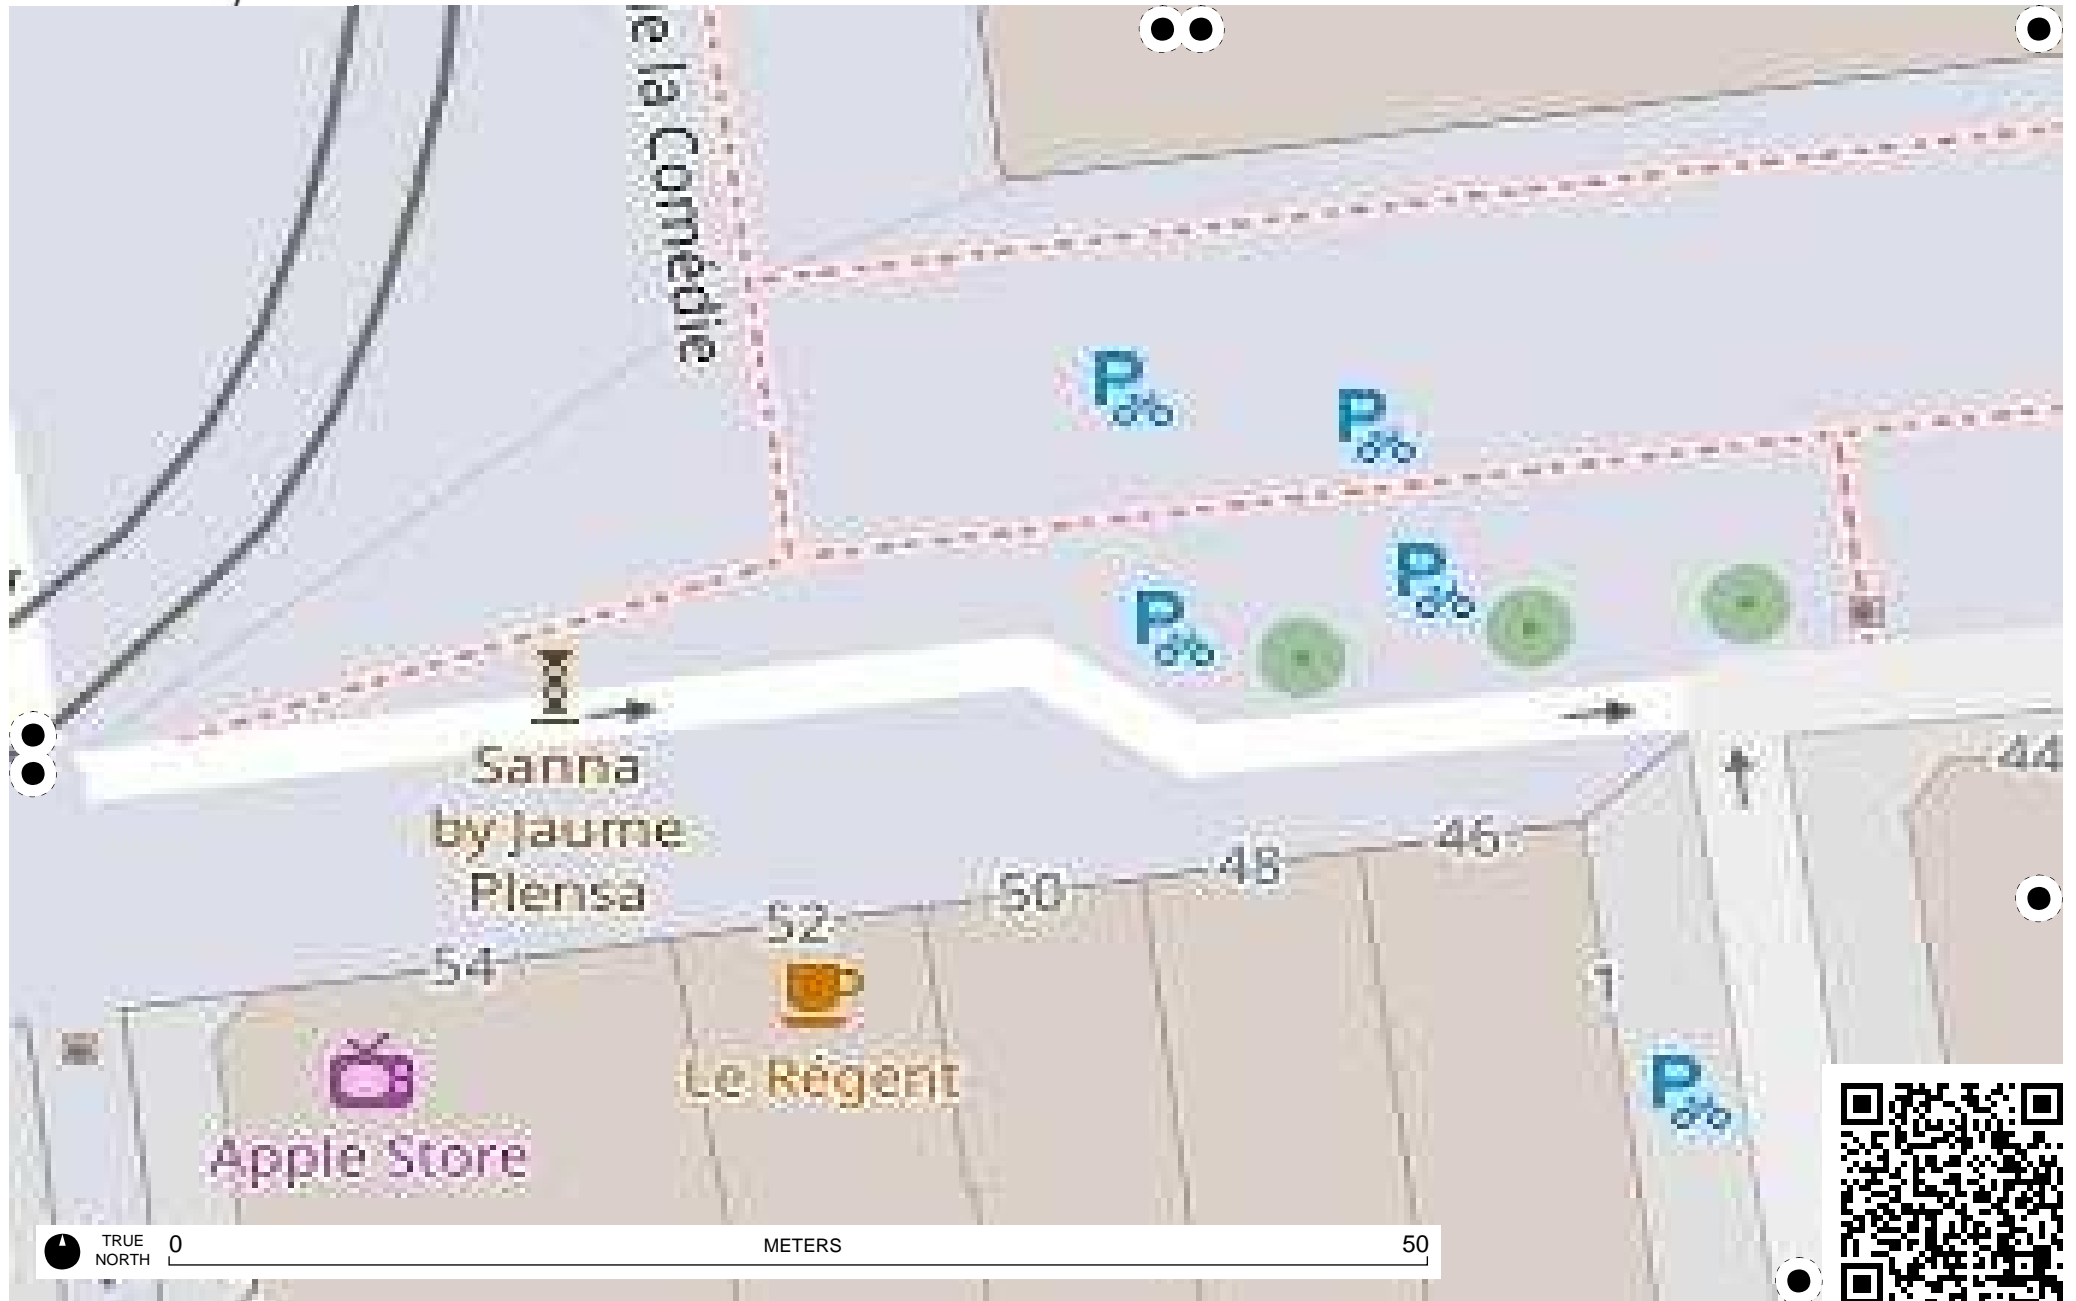 e la Comédie
P
P
P
P
Sanna
by Jaume
Plensa
44
46
48
50
52
54
1
Le Régent
P
Apple Store
TRUE
NORTH
0
METERS
50